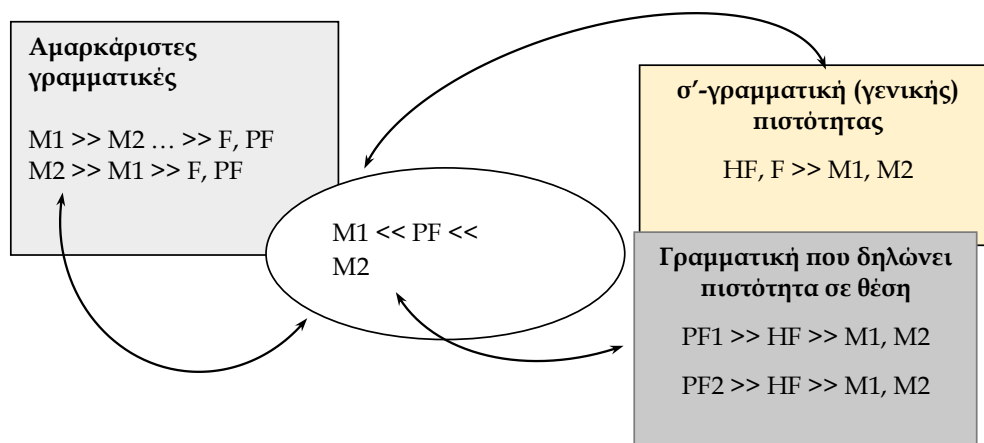 Αμαρκάριστες
γραμματικές
M1 >> M2 … >> F, PF
M2 >> M1 >> F, PF
M1 << PF <<
M2
σ’-γραμματική (γενικής)
πιστότητας
HF, F >> M1, M2
Γραμματική που δηλώνει
πιστότητα σε θέση
PF1 >> HF >> M1, M2
PF2 >> HF >> M1, M2